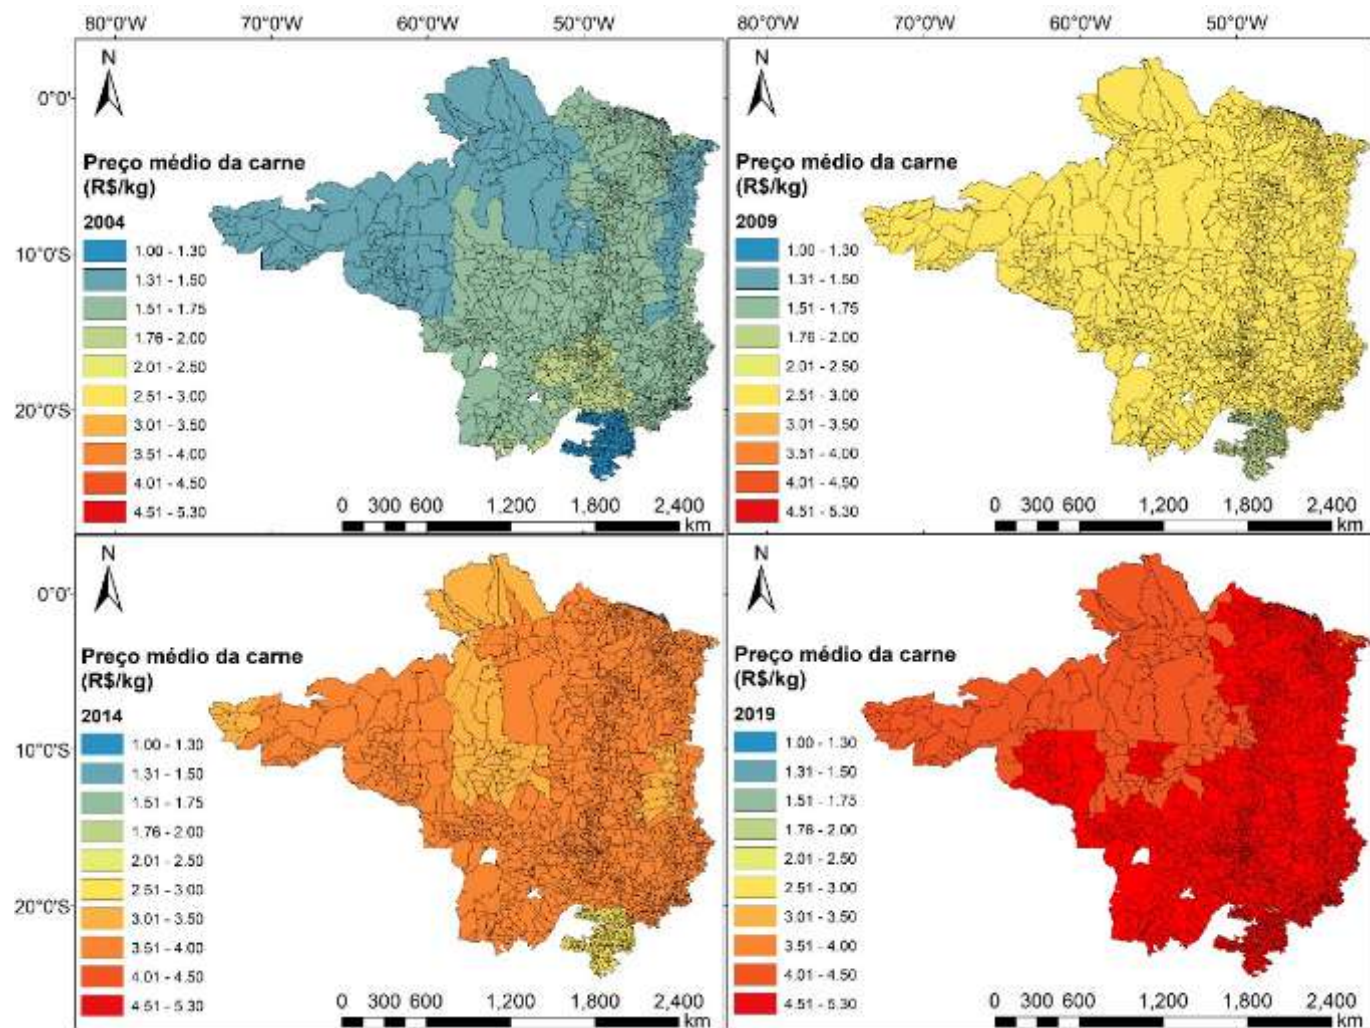 80°0'W 70°0'W 60°0'W 50°0'W 80°0'W 70°0'W 60°0'W 50°0'W
N
0°0'
Preço médio da carne
(R$/kg)
2004
1.00 - 1.30
10°0'S
1.31 - 1.50
1.51 - 1.75
1.76 - 2.00
2.01 - 2.50
2.51 - 3.00
20°0'S
3.01 - 3.50
3.51 - 4.00
4.01 - 4.50
4.51 - 5.30
0 300 600 1,200 1,800 2,400
km
N
Preço médio da carne
(R$/kg)
2009
1.00 - 1.30
1.31 - 1.50
1.51 - 1.75
1.76 - 2.00
2.01 - 2.50
2.51 - 3.00
3.01 - 3.50
3.51 - 4.00
4.01 - 4.50
4.51 - 5.30
0 300 600 1,200 1,800 2,400
km
N
0°0'
Preço médio da carne
(R$/kg)
2014
1.00 - 1.30
10°0'S
1.31 - 1.50
1.51 - 1.75
1.76 - 2.00
2.01 - 2.50
2.51 - 3.00
20°0'S
3.01 - 3.50
3.51 - 4.00
4.01 - 4.50
4.51 - 5.30
0 300 600 1,200 1,800 2,400
km
N
Preço médio da carne
(R$/kg)
2019
1.00 - 1.30
1.31 - 1.50
1.51 - 1.75
1.76 - 2.00
2.01 - 2.50
2.51 - 3.00
3.01 - 3.50
3.51 - 4.00
4.01 - 4.50
4.51 - 5.30
0 300 600 1,200 1,800 2,400
km